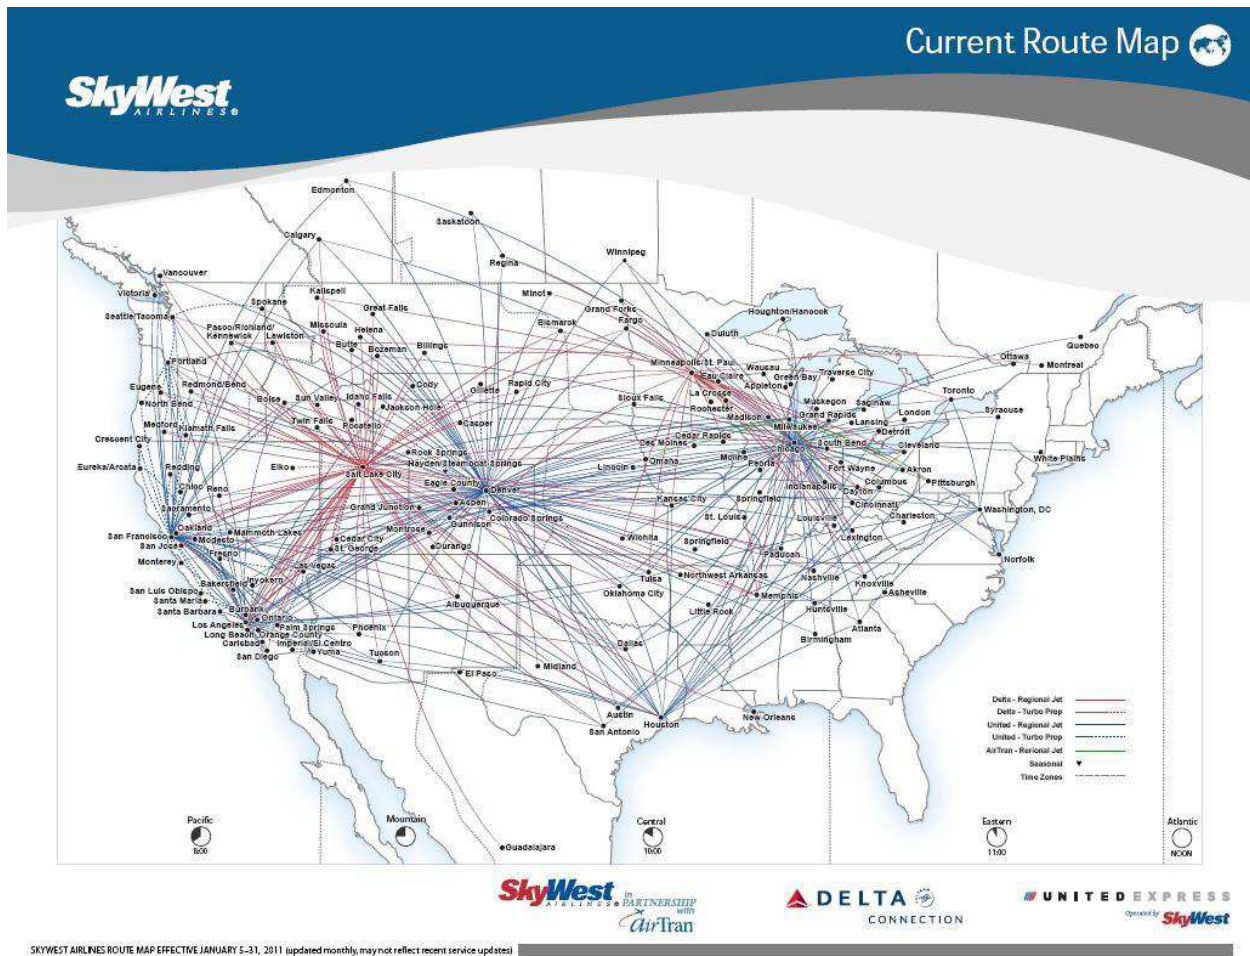 Current Route Map
SkyWest
AIRLINES®
Edmonton
Saskatoon
Calgary
Winnipeg
Regina
Vancouver
Victoria
Kalispell
Minot
Spokane
Great Falls
Grand Forks
Houghton/Hancock
Seattle/Tacoma
Fargo
Bismarck
Pasco/Richland/
Kennewick
Lewiston
Missoula
Helena
Duluth
Quebec
Butte
Bozeman
Billings
Ottawa
Montreal
Portland
Minneapolis/St. Paul
Wausau
Eau Claire
Green Bay
Traverse City
Appleton
Eugene
Redmond/Bend
Cody
Gillette
Rapid City
La Crosse
Toronto
North Bend
Boise
Sun Valley
Idaho Falls
Jackson Hole
Sioux Falls
Rochester
Muskegon
Saginaw
Syracuse
Medford
Klamath Falls
Twin Falls
Pocatello
Casper
Madison
Grand Rapids
London
Milwaukee
Lansing
Detroit
Crescent City
Rock Springs
Des Moines
Cedar Rapids
Chicago
South Bend
Cleveland
Eureka/Arcata
Redding
Elko
Salt Lake City
Hayden/Steamboat Springs
Lincoln
Omaha
Moline
Peoria
Fort Wayne
Akron
White Plains
Chico
Reno
Eagle County
Denver
Indianapolis
Dayton
Columbus
Pittsburgh
Sacramento
Grand Junction
Aspen
Kansas City
Springfield
Cincinnati
Colorado Springs
Gunnison
St. Louis
Louisville
Charleston
Washington, DC
Oakland
San Francisco
San Jose
Modesto
Mammoth Lakes
Montrose
Cedar City
St. George
Durango
Wichita
Springfield
Lexington
Paducah
Monterey
Fresno
Las Vegas
Norfolk
Bakersfield
Inyokern
Tulsa
Northwest Arkansas
Nashville
Knoxville
San Luis Obispo
Santa Maria
Santa Barbara
Burbank
Albuquerque
Oklahoma City
Memphis
Asheville
Little Rock
Huntsville
Los Angeles
Ontario
Palm Springs
Phoenix
Atlanta
Long Beach
Orange County
Birmingham
Carlsbad
Imperial/El Centro
Dallas
San Diego
Yuma
Tucson
Midland
El Paso
Austin
Houston
New Orleans
San Antonio
Delta - Regional Jet
Delta - Turbo Prop
United - Regional Jet
United - Turbo Prop
AirTran - Regional Jet
Seasonal
Time Zones
Pacific
8:00
Mountain
Central
10:00
Eastern
11:00
Atlantic
NOON
Guadalajara
SkyWest
AIRLINES®
in
PARTNERSHIP
with
airTran
DELTA
CONNECTION
UNITED EXPRESS
Operated by SkyWest
SKYWEST AIRLINES ROUTE MAP EFFECTIVE JANUARY 5-31, 2011 (updated monthly, may not reflect recent service updates)